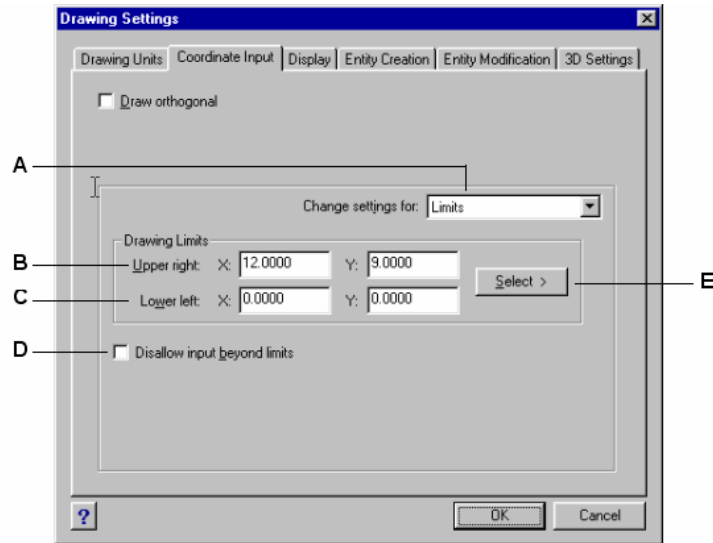 Drawing Settings
Drawing Units Coordinate Input Display Entity Creation Entity Modification 3D Settings
Draw orthogonal
A
Change settings for: Limits
Drawing Limits
B Upper right: X: 12.0000 Y: 9.0000
Select >
E
C Lower left: X: 0.0000 Y: 0.0000
D Disallow input beyond limits
? OK Cancel